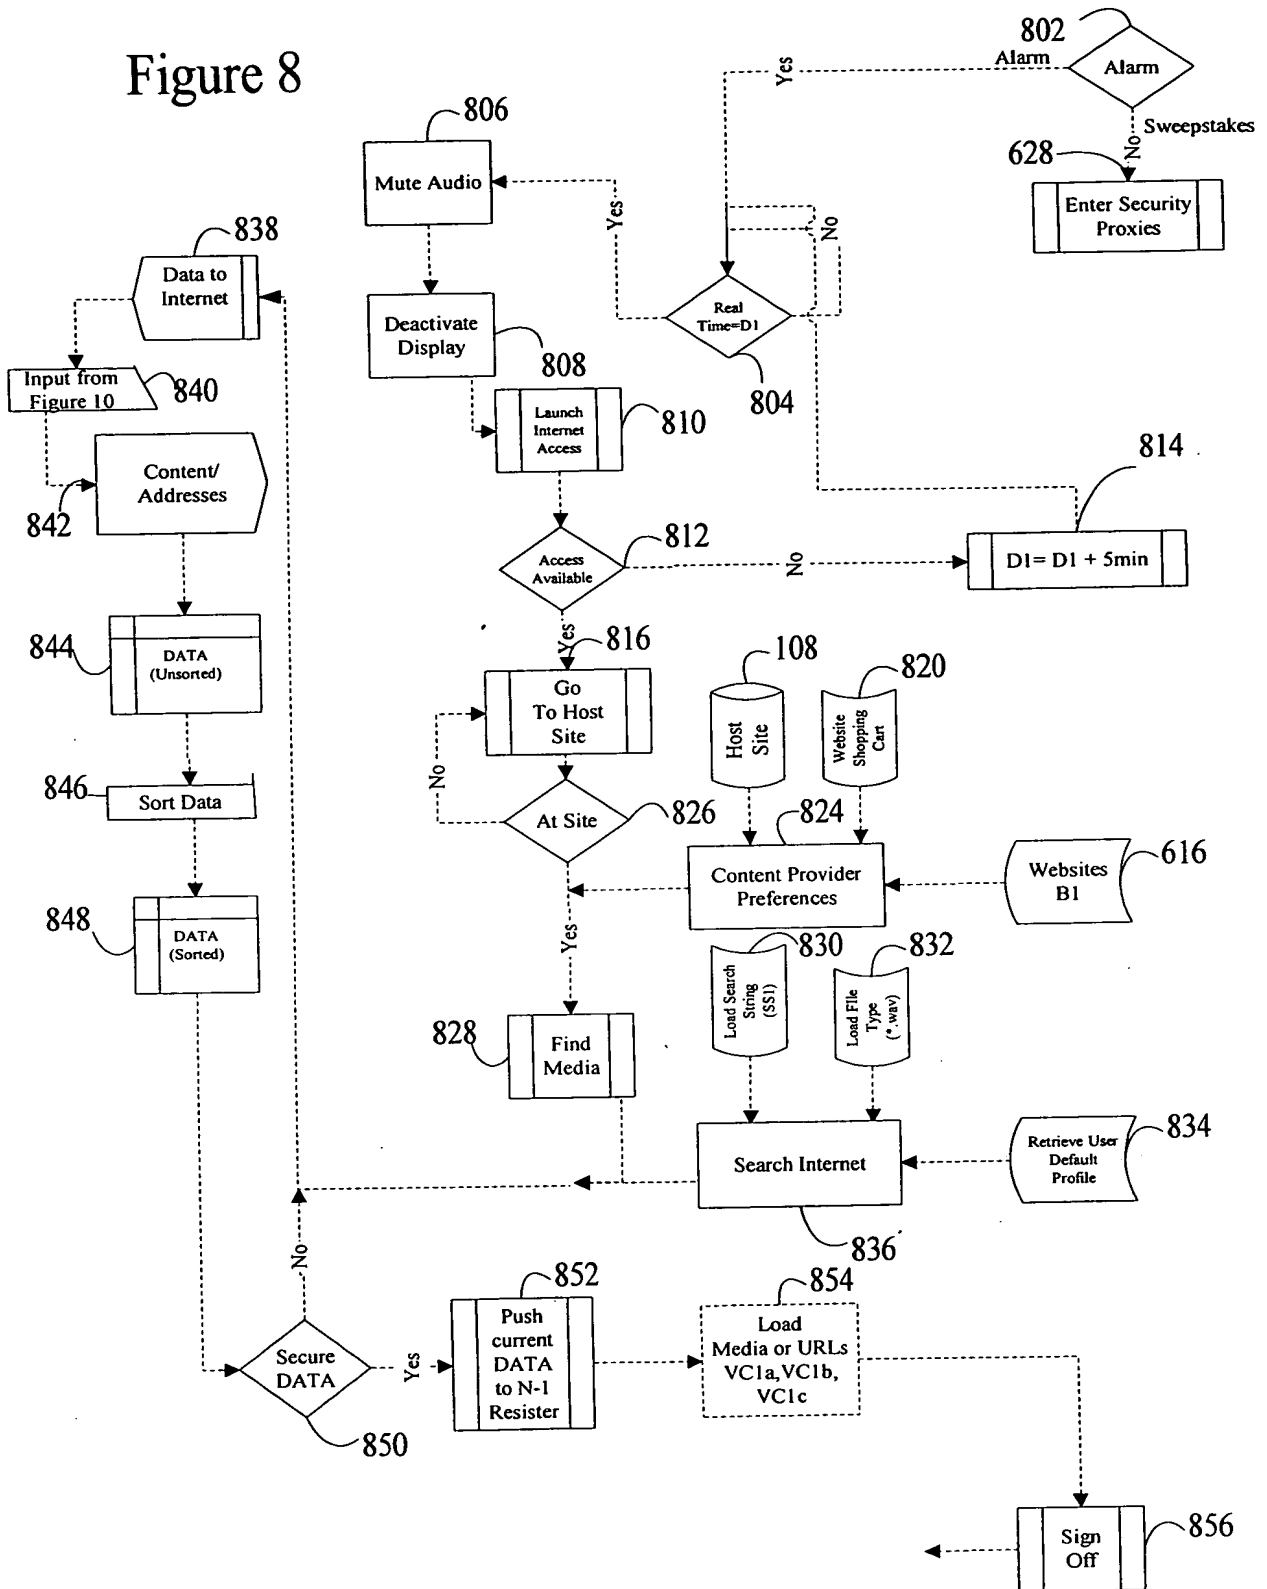 Figure 8
802
Alarm
Alarm
Yes
No
Sweepstakes
628
Enter Security
Proxies
806
Mute Audio
Yes
No
Real
Time=D1
804
838
Data to
Internet
Deactivate
Display
808
Input from
Figure 10
840
Launch
Internet
Access
810
814
Content/
Addresses
842
812
Access
Available
No
D1= D1 + 5min
Yes
816
108
820
844
DATA
(Unsorted)
Go
To Host
Site
Host
Site
Website
Shopping
Cart
No
846
Sort Data
At Site
826
824
Content Provider
Preferences
Websites
B1
616
848
DATA
(Sorted)
Yes
830
832
Load Search
String
(SS1)
Load File
Type
(*.wav)
828
Find
Media
Search Internet
Retrieve User
Default
Profile
834
836
No
852
854
Secure
DATA
Yes
Push
current
DATA
to N-1
Resister
Load
Media or URLs
VC1a,VC1b,
VC1c
850
Sign
Off
856